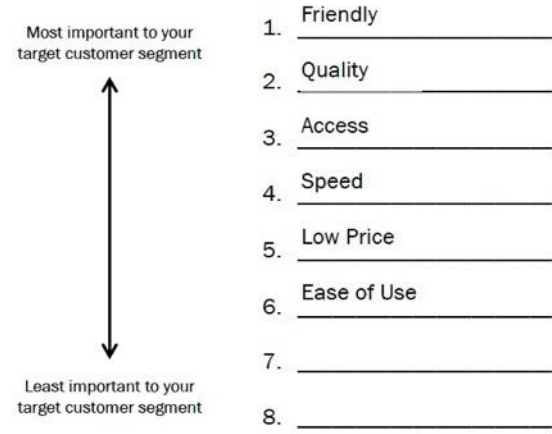 Most important to your
target customer segment
1. Friendly
2. Quality
3. Access
4. Speed
5. Low Price
6. Ease of Use
7.
8.
Least important to your
target customer segment